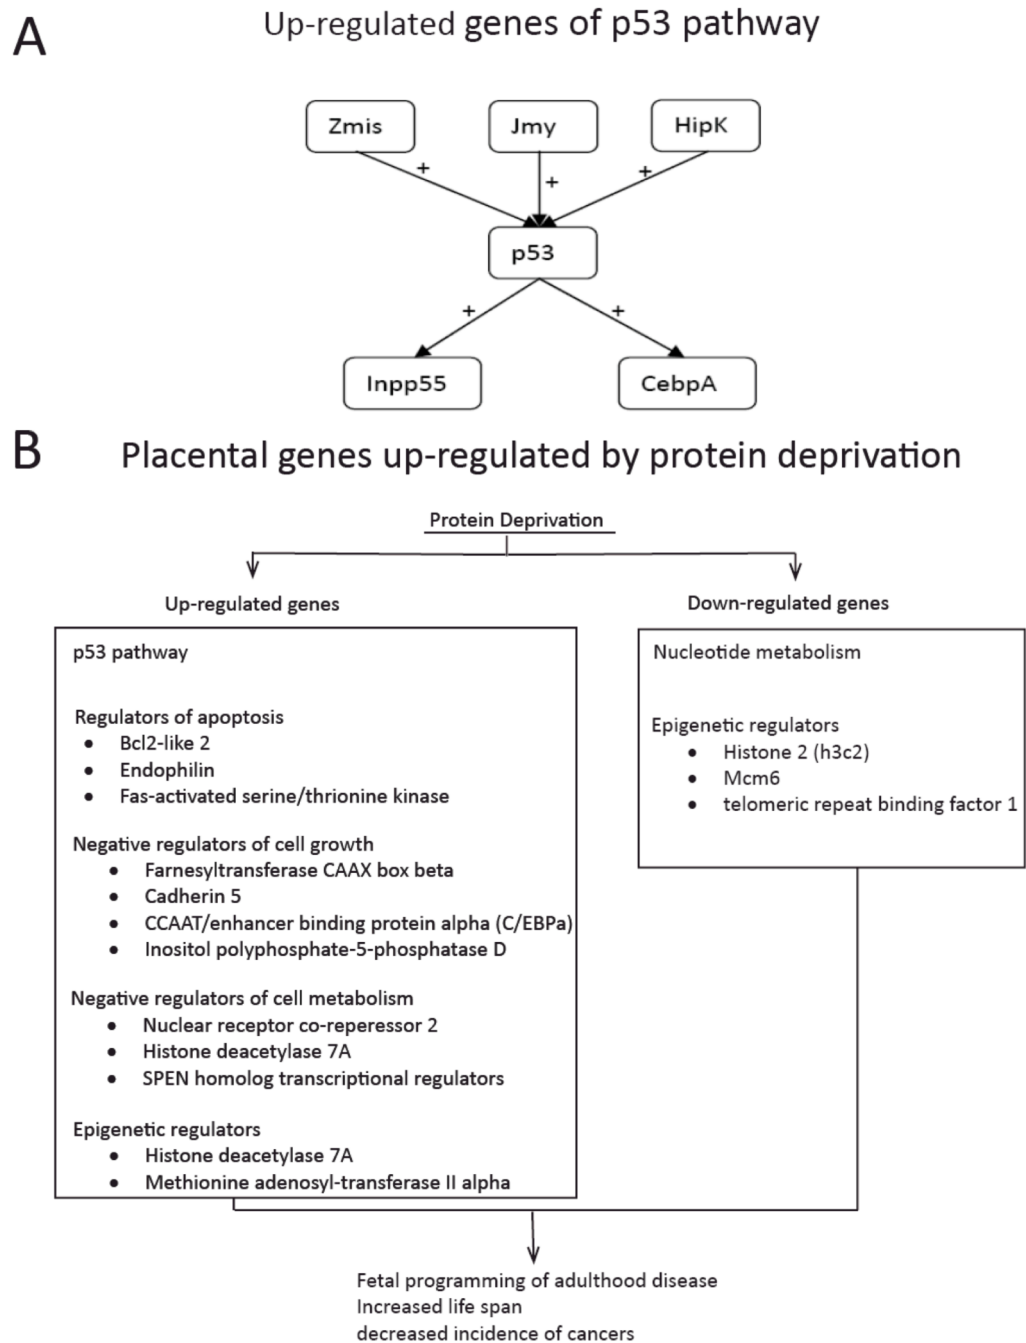 A
Up-regulated genes of p53 pathway
Zmis
Jmy
HipK
+
+
+
p53
+
+
Inpp55
CebpA
B
Placental genes up-regulated by protein deprivation
Protein Deprivation
Up-regulated genes
p53 pathway
Regulators of apoptosis
• Bcl2-like 2
• Endophilin
• Fas-activated serine/thrionine kinase
Negative regulators of cell growth
• Farnesyltransferase CAAX box beta
• Cadherin 5
• CCAAT/enhancer binding protein alpha (C/EBPa)
• Inositol polyphosphate-5-phosphatase D
Negative regulators of cell metabolism
• Nuclear receptor co-reperessor 2
• Histone deacetylase 7A
• SPEN homolog transcriptional regulators
Epigenetic regulators
• Histone deacetylase 7A
• Methionine adenosyl-transferase II alpha
Down-regulated genes
Nucleotide metabolism
Epigenetic regulators
• Histone 2 (h3c2)
• Mcm6
• telomeric repeat binding factor 1
Fetal programming of adulthood disease
Increased life span
decreased incidence of cancers